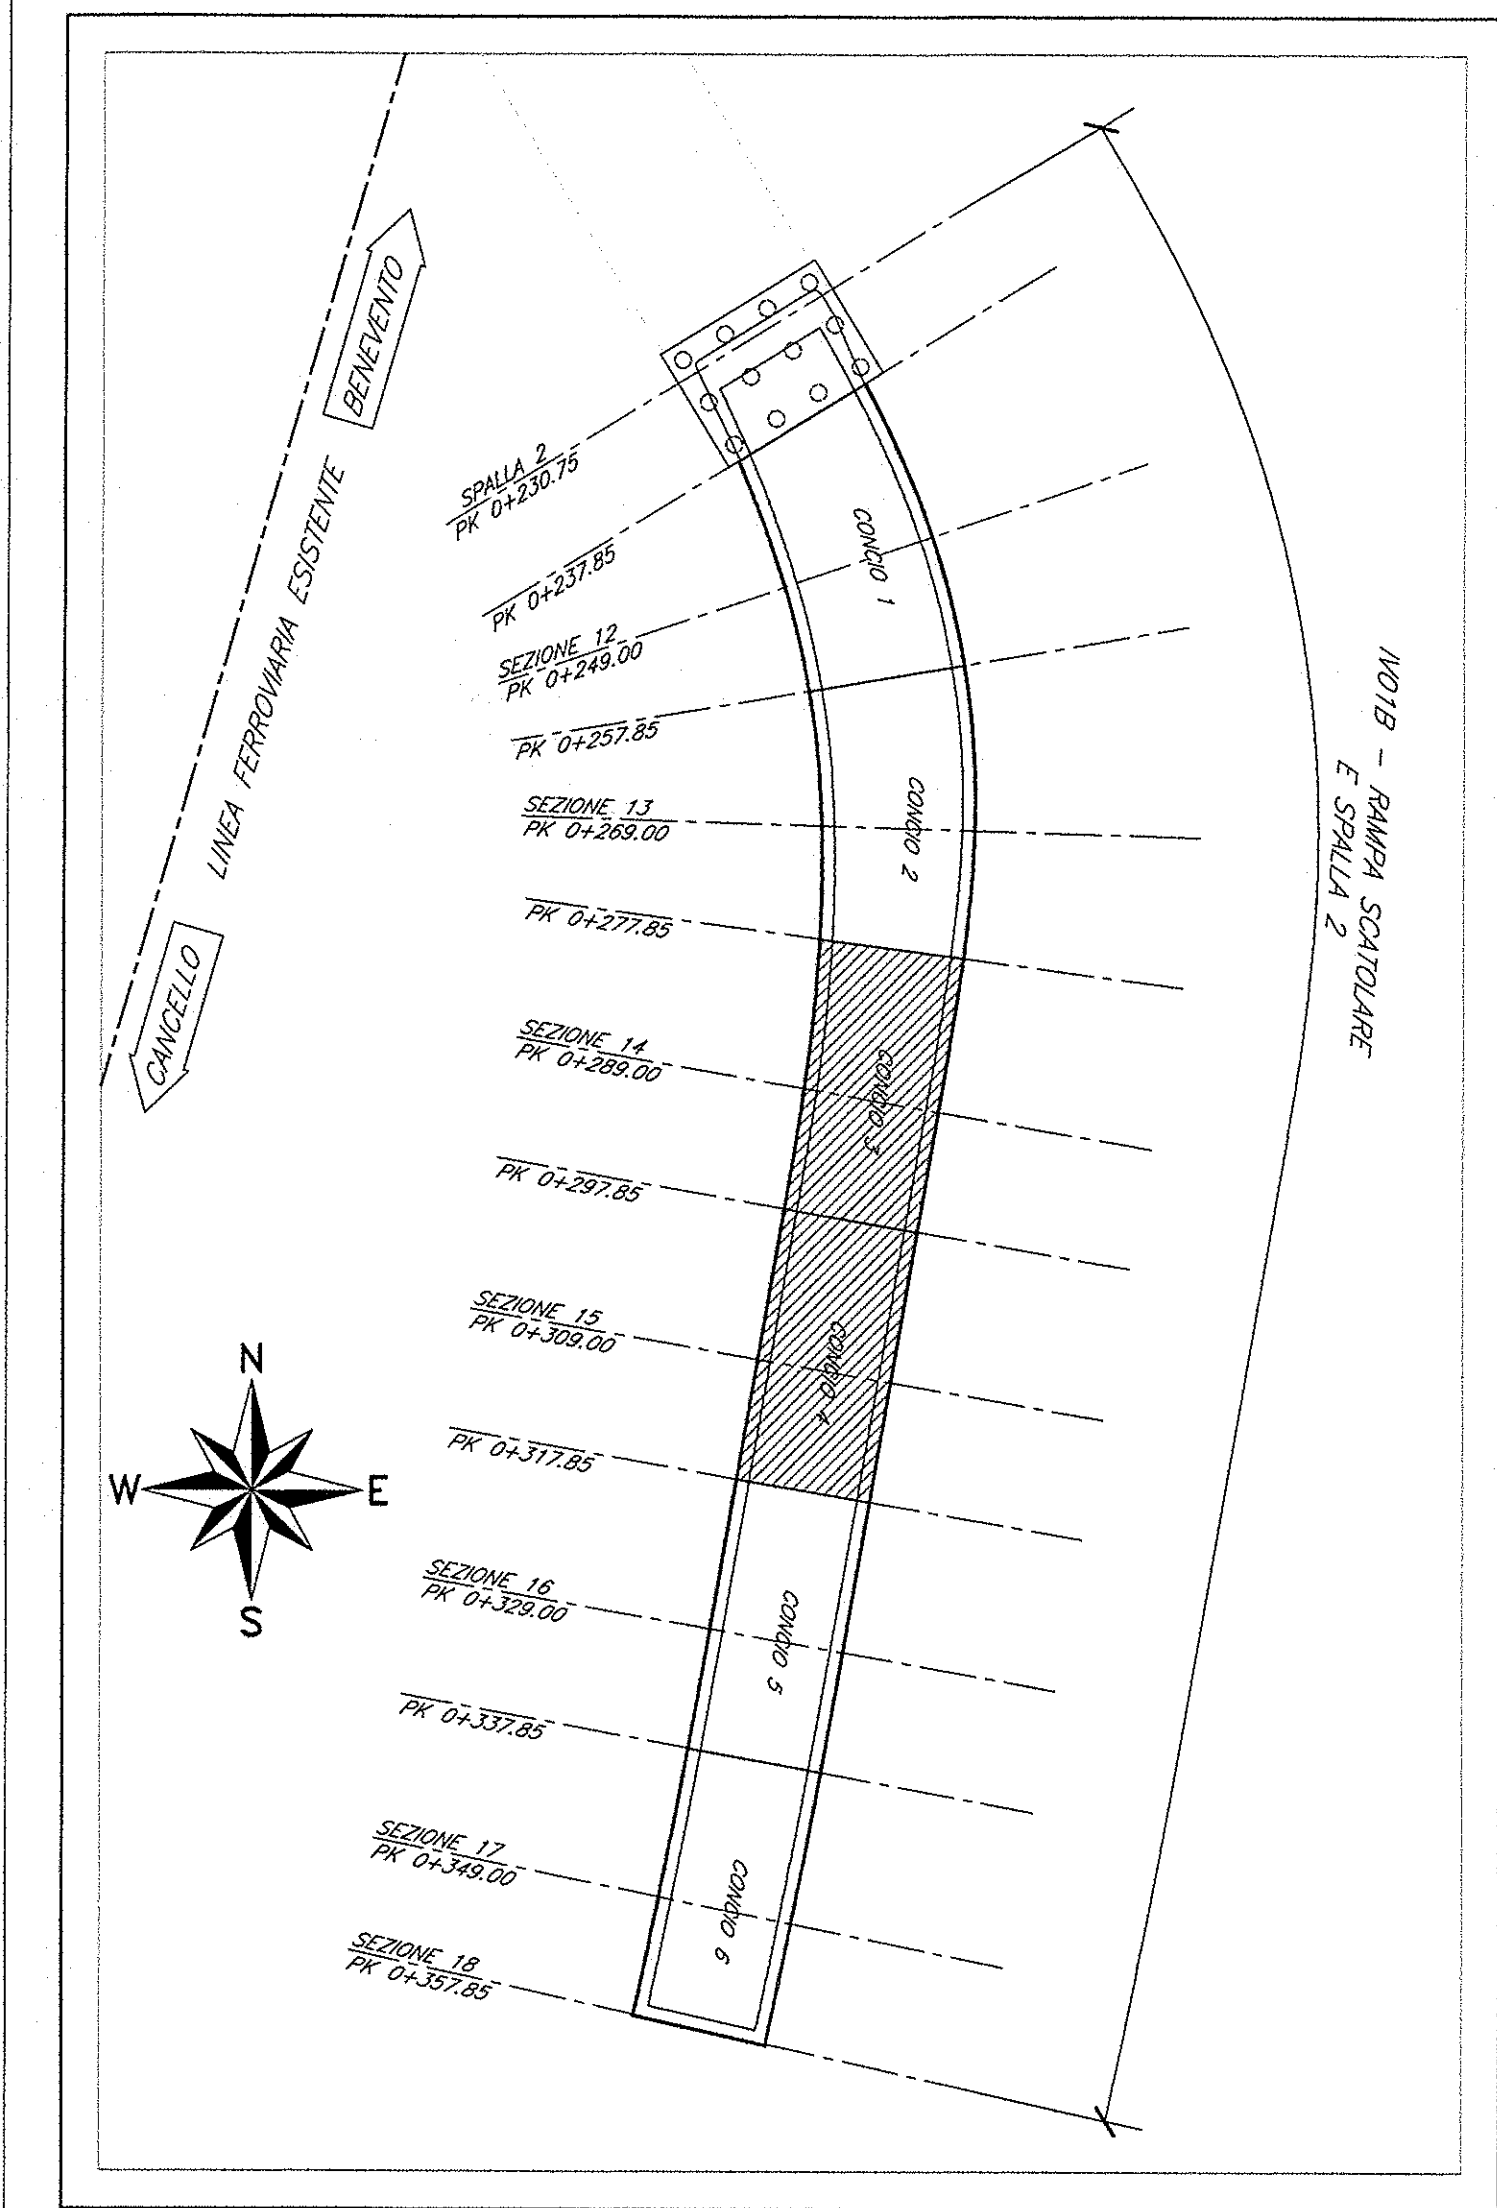 BENEVENTO
LINEA FERROVIARIA ESISTENTE
CANCELLO
SPALLA 2
PK 0+230.75
PK 0+237.85
SEZIONE 12
PK 0+249.00
PK 0+257.85
SEZIONE 13
PK 0+269.00
PK 0+277.85
SEZIONE 14
PK 0+289.00
PK 0+297.85
SEZIONE 15
PK 0+309.00
PK 0+317.85
SEZIONE 16
PK 0+329.00
PK 0+337.85
SEZIONE 17
PK 0+349.00
SEZIONE 18
PK 0+357.85
CONCIO 1
CONCIO 2
CONCIO 3
CONCIO 4
CONCIO 5
CONCIO 6
IV01B - RAMPA SCATOLARE
E SPALLA 2
N
W
E
S